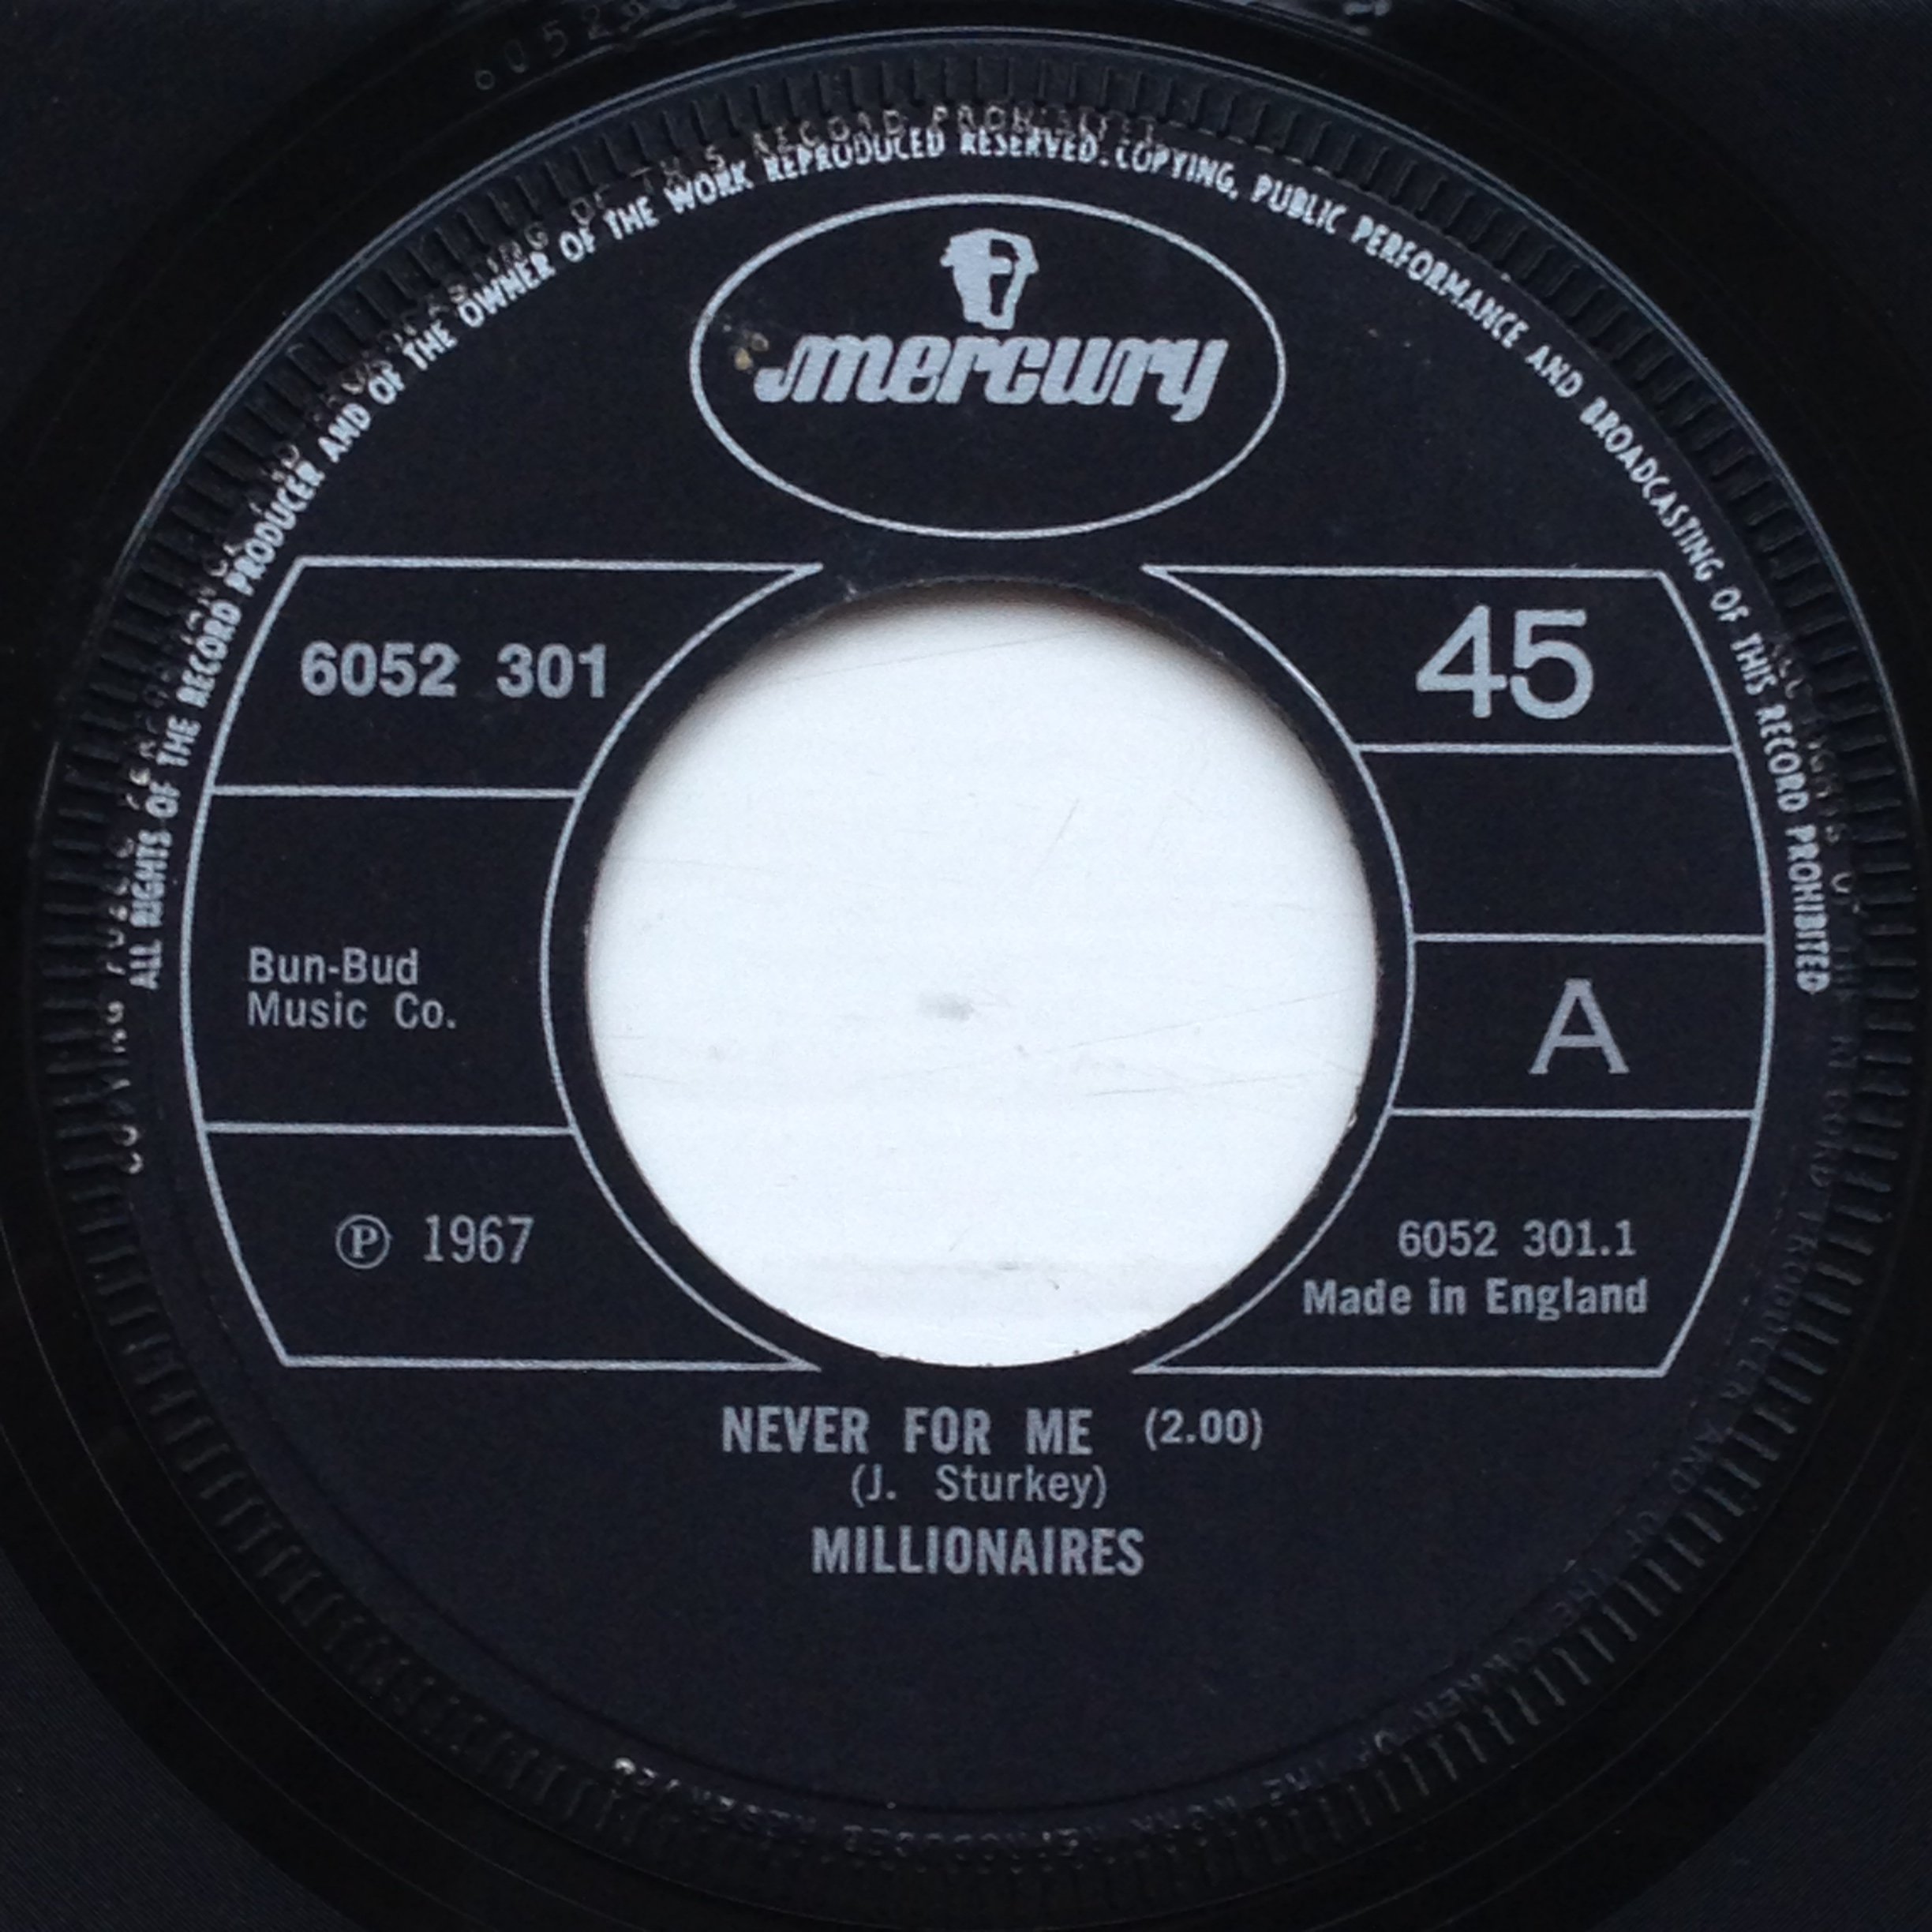 ALL RIGHTS OF THE RECORD PRODUCER AND OF THE OWNER OF THE WORK REPRODUCED RESERVED. COPYING, PUBLIC PERFORMANCE AND BROADCASTING OF THIS RECORD PROHIBITED
mercury
6052 301
45
Bun-Bud
Music Co.
A
Ⓟ 1967
6052 301.1
Made in England
NEVER FOR ME (2.00)
(J. Sturkey)
MILLIONAIRES